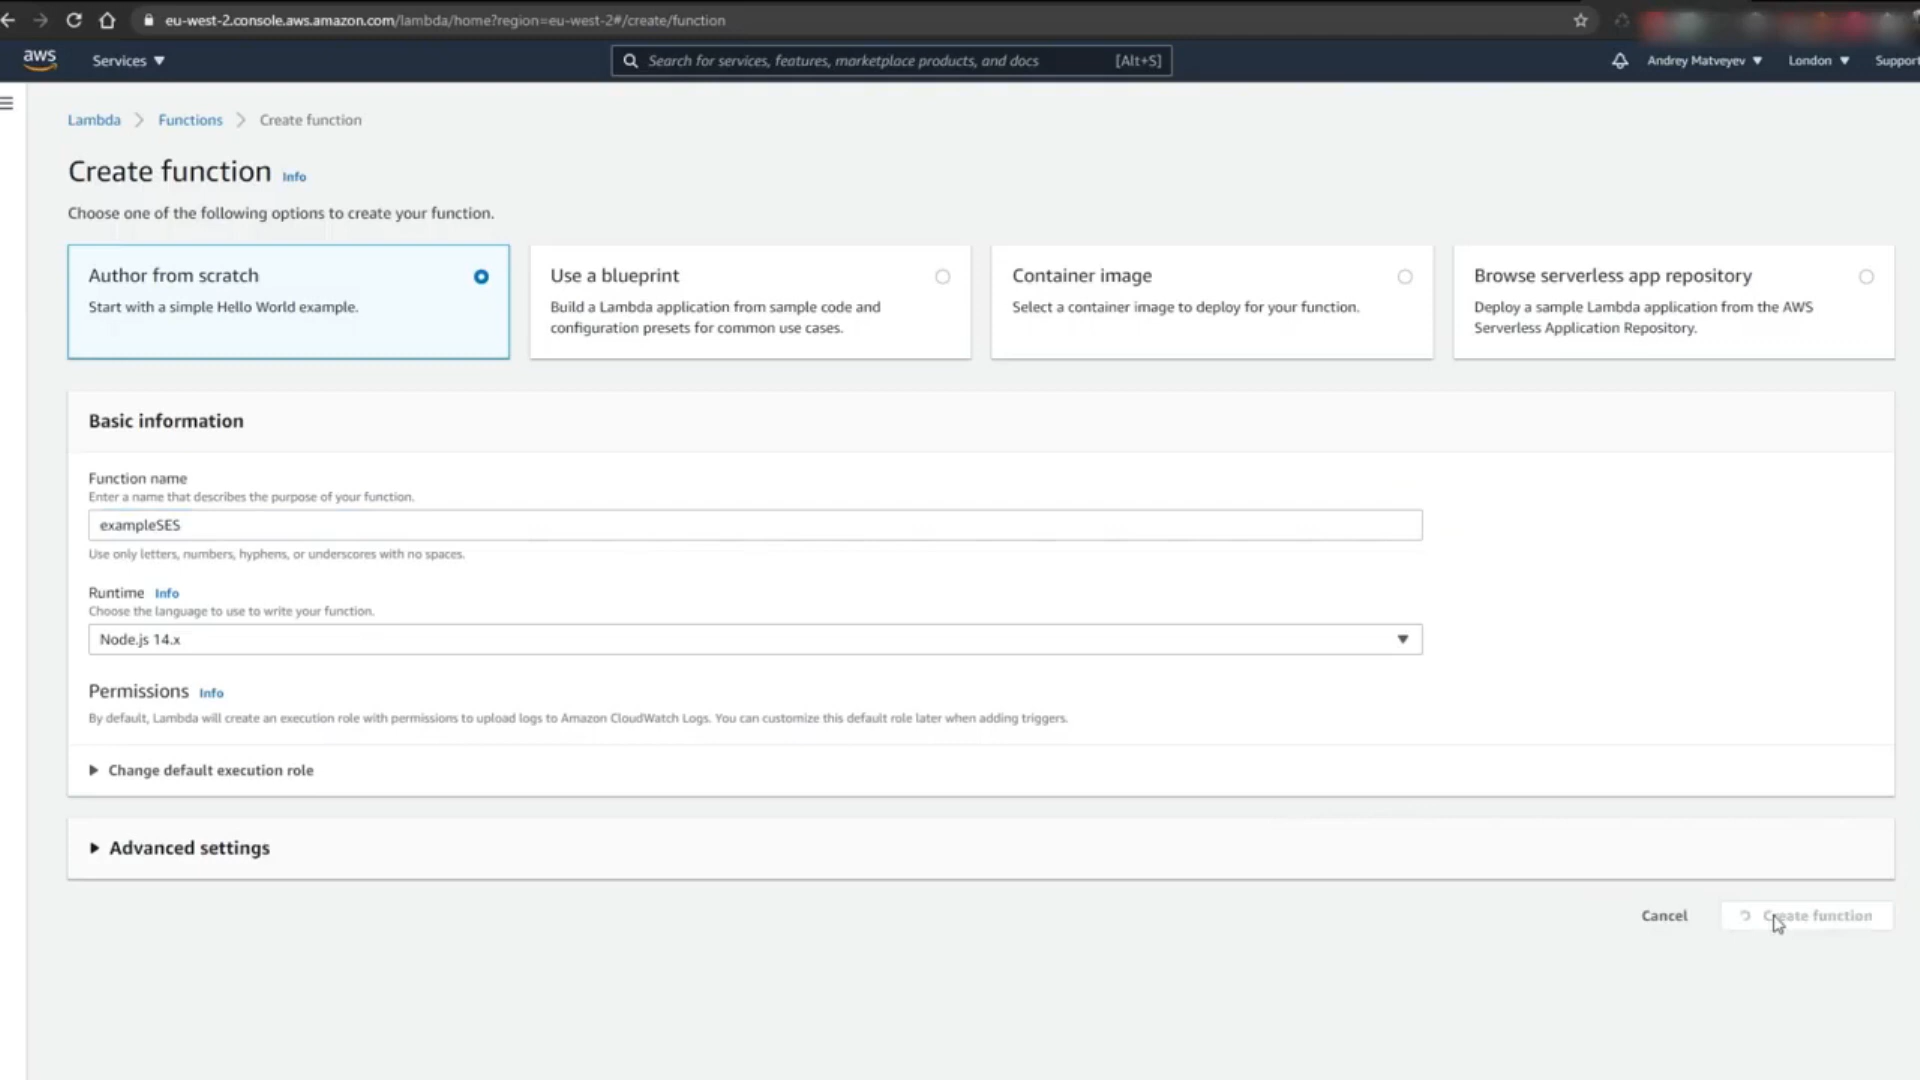 eu-west-2.console.aws.amazon.com/lambda/home?region=eu-west-2#/create/function
aws
Services
Search for services, features, marketplace products, and docs
[Alt+S]
Andrey Matveyev
London
Support
Lambda
Functions
Create function
Create function Info
Choose one of the following options to create your function.
Author from scratch
Start with a simple Hello World example.
Use a blueprint
Build a Lambda application from sample code and
configuration presets for common use cases.
Container image
Select a container image to deploy for your function.
Browse serverless app repository
Deploy a sample Lambda application from the AWS
Serverless Application Repository.
Basic information
Function name
Enter a name that describes the purpose of your function.
exampleSES
Use only letters, numbers, hyphens, or underscores with no spaces.
Runtime Info
Choose the language to use to write your function.
Node.js 14.x
Permissions Info
By default, Lambda will create an execution role with permissions to upload logs to Amazon CloudWatch Logs. You can customize this default role later when adding triggers.
Change default execution role
Advanced settings
Cancel
Create function